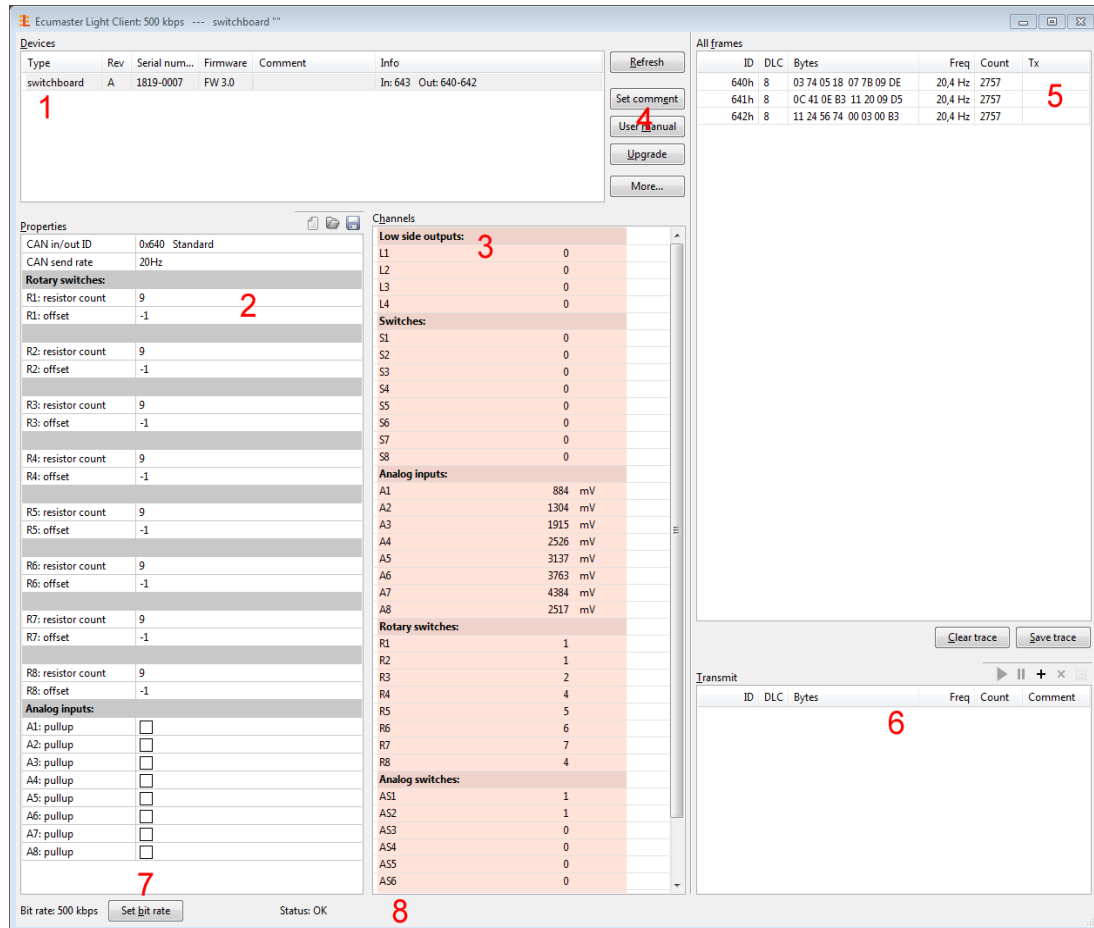 Ecumaster Light Client: 500 kbps --- switchboard ""
Devices
Type Rev Serial num... Firmware Comment Info
switchboard A 1819-0007 FW 3.0 In: 643 Out: 640-642
1
Refresh
Set comment
4
User manual
Upgrade
More...
All frames
ID DLC Bytes Freq Count Tx
640h 8 03 74 05 18 07 7B 09 DE 20,4 Hz 2757
641h 8 0C 41 0E B3 11 20 09 D5 20,4 Hz 2757
642h 8 11 24 56 74 00 03 00 B3 20,4 Hz 2757
5
Properties
CAN in/out ID 0x640 Standard
CAN send rate 20Hz
Rotary switches:
R1: resistor count 9
2
R1: offset -1
R2: resistor count 9
R2: offset -1
R3: resistor count 9
R3: offset -1
R4: resistor count 9
R4: offset -1
R5: resistor count 9
R5: offset -1
R6: resistor count 9
R6: offset -1
R7: resistor count 9
R7: offset -1
R8: resistor count 9
R8: offset -1
Analog inputs:
A1: pullup
A2: pullup
A3: pullup
A4: pullup
A5: pullup
A6: pullup
A7: pullup
A8: pullup
7
Channels
Low side outputs:
3
L1 0
L2 0
L3 0
L4 0
Switches:
S1 0
S2 0
S3 0
S4 0
S5 0
S6 0
S7 0
S8 0
Analog inputs:
A1 884 mV
A2 1304 mV
A3 1915 mV
A4 2526 mV
A5 3137 mV
A6 3763 mV
A7 4384 mV
A8 2517 mV
Rotary switches:
R1 1
R2 1
R3 2
R4 4
R5 5
R6 6
R7 7
R8 4
Analog switches:
AS1 1
AS2 1
AS3 0
AS4 0
AS5 0
AS6 0
Clear trace Save trace
Transmit
ID DLC Bytes Freq Count Comment
6
Bit rate: 500 kbps Set bit rate Status: OK
8